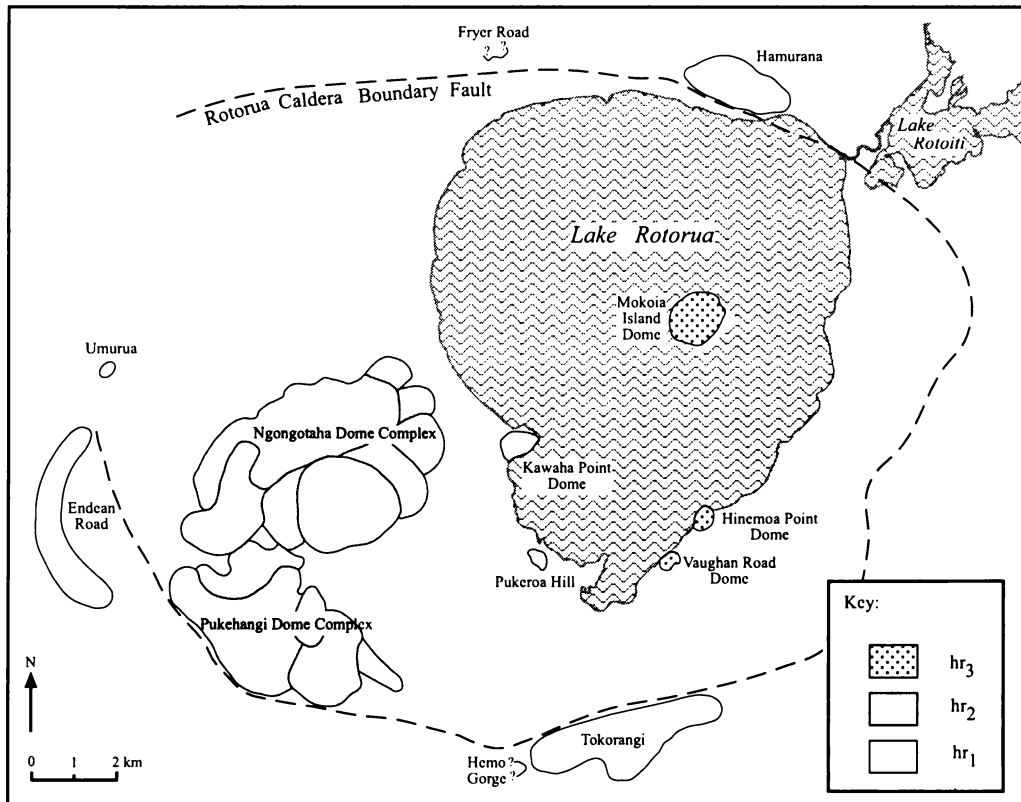 Fryer Road
? ?
Hamurana
Rotorua Caldera Boundary Fault
Lake
Rotoiti
Lake Rotorua
Mokoia
Island
Dome
Umurua
Ngongotaha Dome Complex
Kawaha Point
Dome
Endean
Road
Hinemoa Point
Dome
Vaughan Road
Dome
Pukeroa Hill
Pukehangi Dome Complex
Key:
hr3
hr2
hr1
N
0 1 2 km
Tokorangi
Hemo ?
Gorge ?